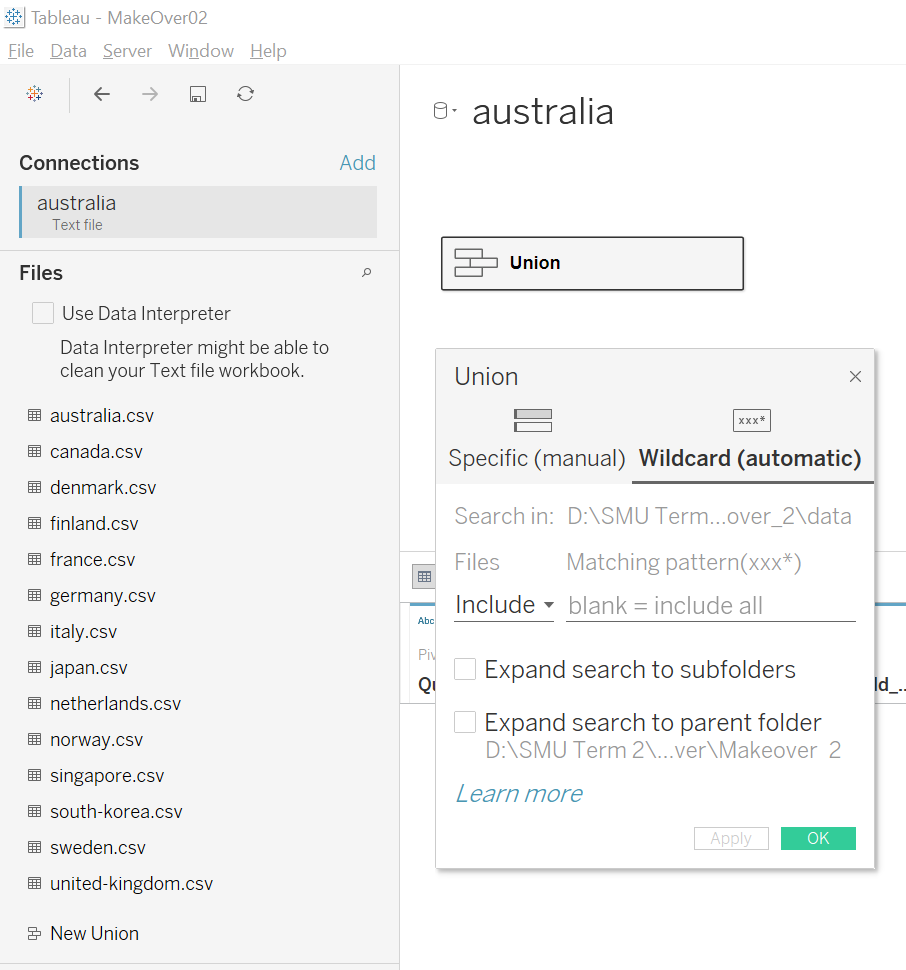 Tableau - MakeOver02
File Data Server Window Help
Connections Add
australia
Text file
Files
Use Data Interpreter
Data Interpreter might be able to
clean your Text file workbook.
australia.csv
canada.csv
denmark.csv
finland.csv
france.csv
germany.csv
italy.csv
japan.csv
netherlands.csv
norway.csv
singapore.csv
south-korea.csv
sweden.csv
united-kingdom.csv
New Union
australia
Union
Union
xxx*
Specific (manual) Wildcard (automatic)
Search in: D:\SMU Term...over_2\data
Files Matching pattern(xxx*)
Include blank = include all
Expand search to subfolders
Expand search to parent folder
D:\SMU Term 2\...ver\Makeover_2
Learn more
Apply OK
Abc